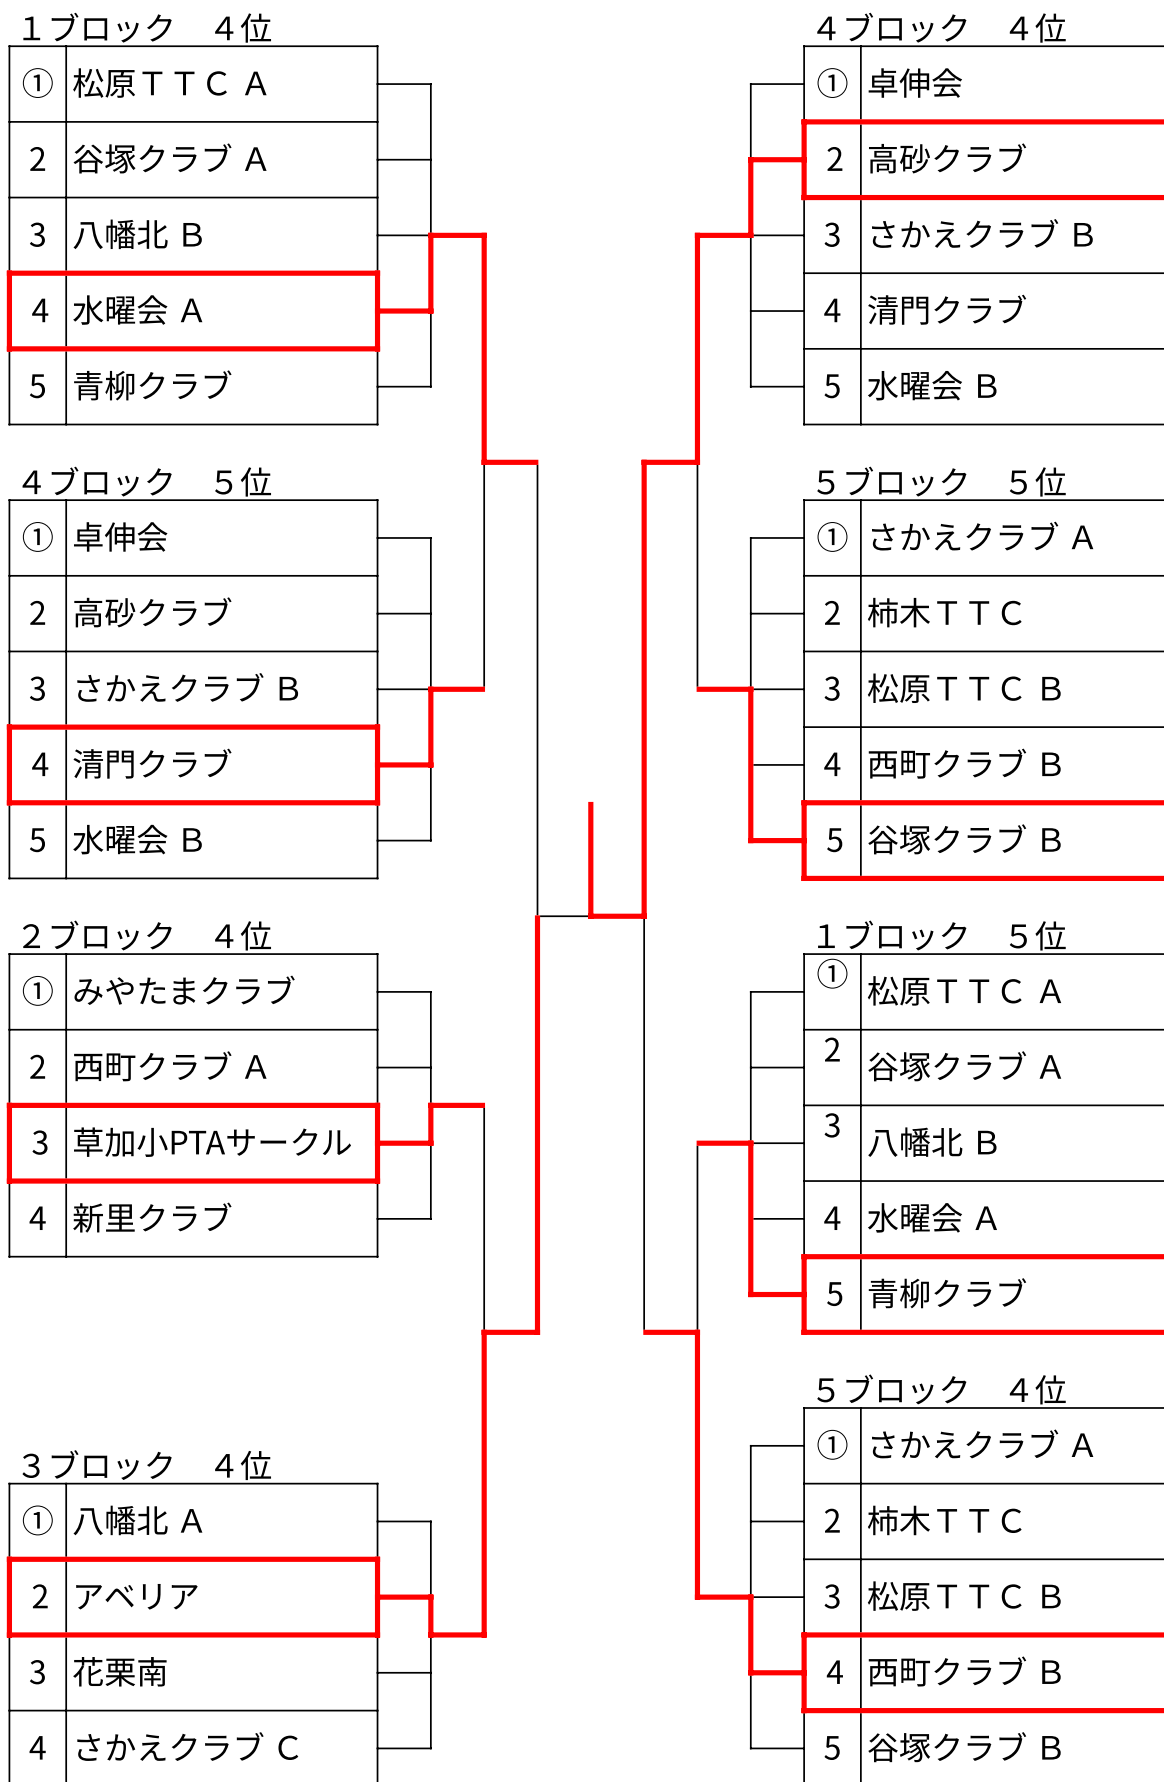 １ブロック　４位
① 松原ＴＴＣ Ａ
2 谷塚クラブ Ａ
3 八幡北 Ｂ
4 水曜会 Ａ
5 青柳クラブ
４ブロック　５位
① 卓伸会
2 高砂クラブ
3 さかえクラブ Ｂ
4 清門クラブ
5 水曜会 Ｂ
２ブロック　４位
① みやたまクラブ
2 西町クラブ Ａ
3 草加小PTAサークル
4 新里クラブ
３ブロック　４位
① 八幡北 Ａ
2 アベリア
3 花栗南
4 さかえクラブ Ｃ
４ブロック　４位
① 卓伸会
2 高砂クラブ
3 さかえクラブ Ｂ
4 清門クラブ
5 水曜会 Ｂ
５ブロック　５位
① さかえクラブ Ａ
2 柿木ＴＴＣ
3 松原ＴＴＣ Ｂ
4 西町クラブ Ｂ
5 谷塚クラブ Ｂ
１ブロック　５位
① 松原ＴＴＣ Ａ
2 谷塚クラブ Ａ
3 八幡北 Ｂ
4 水曜会 Ａ
5 青柳クラブ
５ブロック　４位
① さかえクラブ Ａ
2 柿木ＴＴＣ
3 松原ＴＴＣ Ｂ
4 西町クラブ Ｂ
5 谷塚クラブ Ｂ